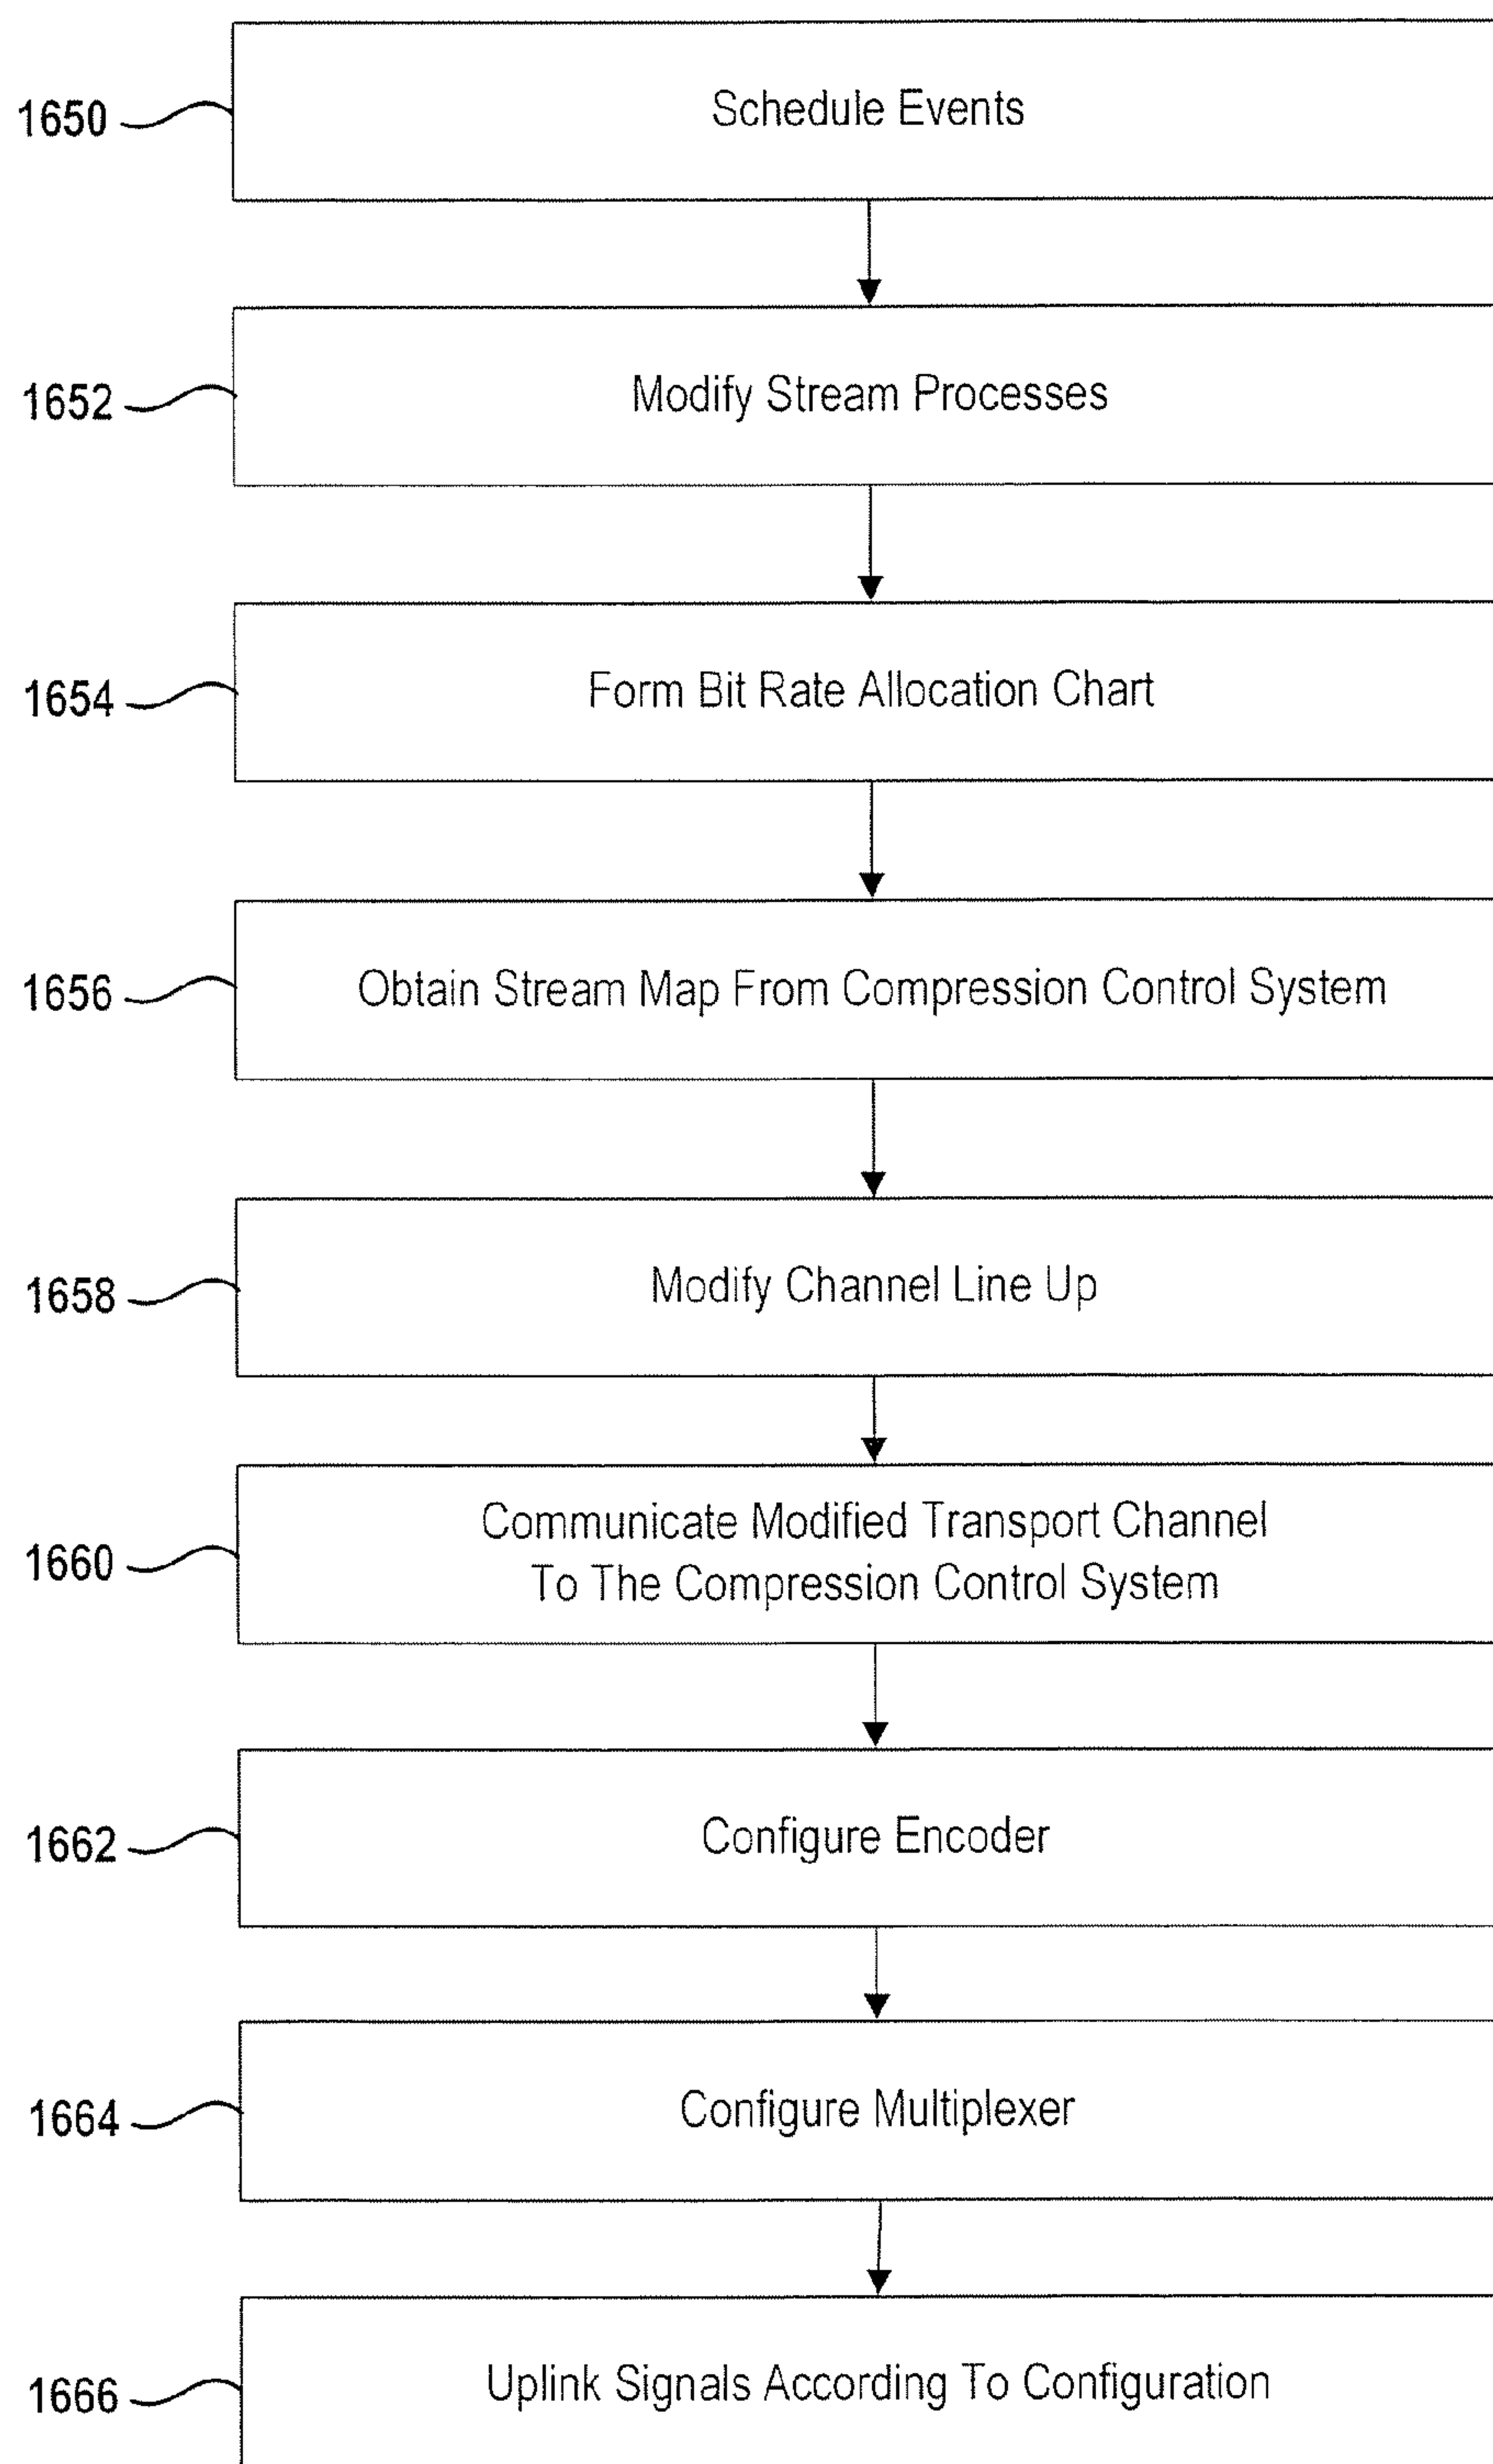 1650
Schedule Events
1652
Modify Stream Processes
1654
Form Bit Rate Allocation Chart
1656
Obtain Stream Map From Compression Control System
1658
Modify Channel Line Up
1660
Communicate Modified Transport Channel
To The Compression Control System
1662
Configure Encoder
1664
Configure Multiplexer
1666
Uplink Signals According To Configuration